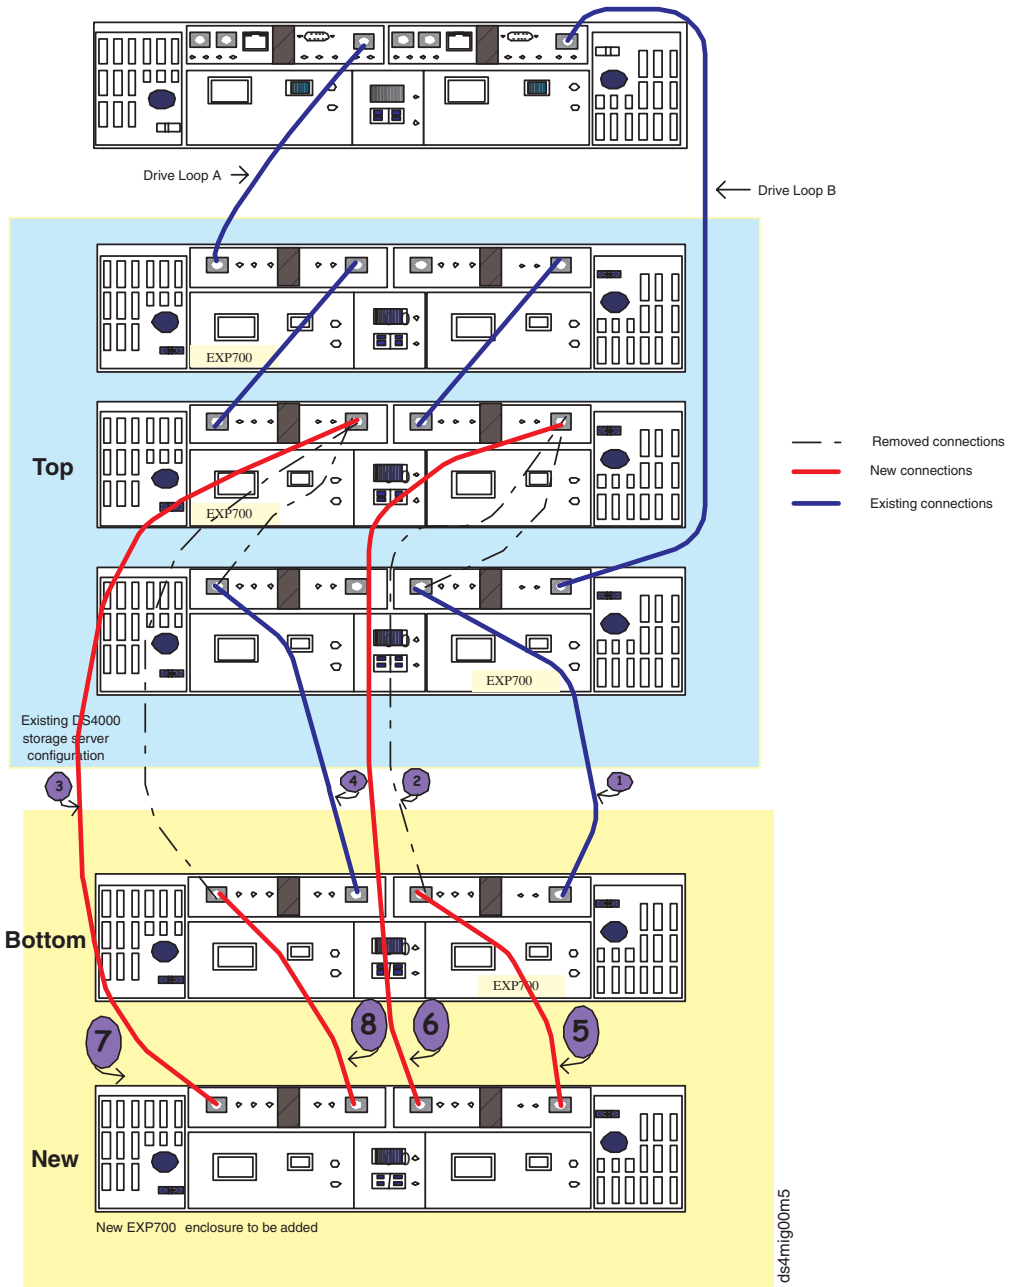 Drive Loop A
Drive Loop B
EXP700
Top
EXP700
Removed connections
New connections
Existing connections
EXP700
Existing DS4000
storage server
configuration
3
4
2
1
Bottom
EXP700
7
8
6
5
New
New EXP700 enclosure to be added
ds4mig00m5